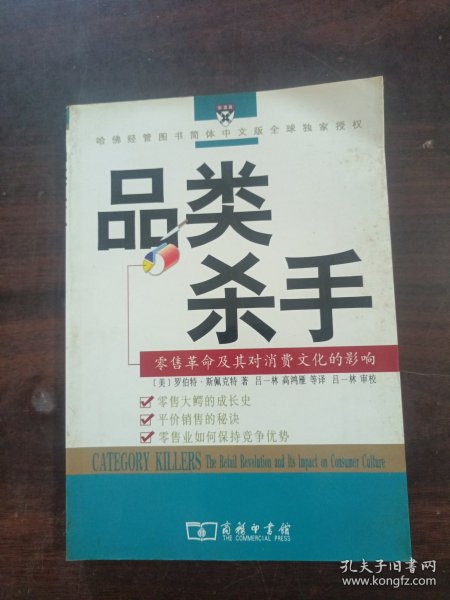 哈佛经管图书简体中文版全球独家授权
品类
杀手
零售革命及其对消费文化的影响
〔美〕罗伯特·斯佩克特 著 吕一林 高鸿雁 等译 吕一林 审校
零售大鳄的成长史
平价销售的秘诀
零售业如何保持竞争优势
CATEGORY KILLERS The Retail Revolution and Its Impact on Consumer Culture
商务印书馆
THE COMMERCIAL PRESS
孔夫子旧书网
www.kongfz.com